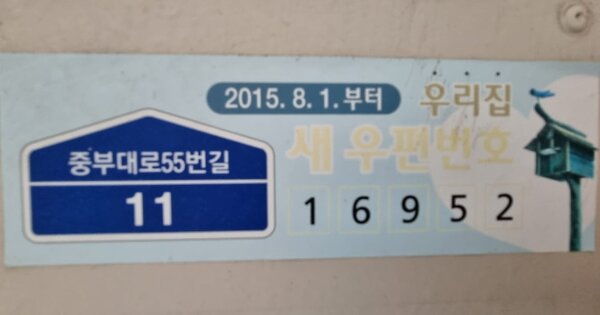 중부대로55번길
11
2015. 8. 1. 부터
우리집
새 우편번호
1 6 9 5 2